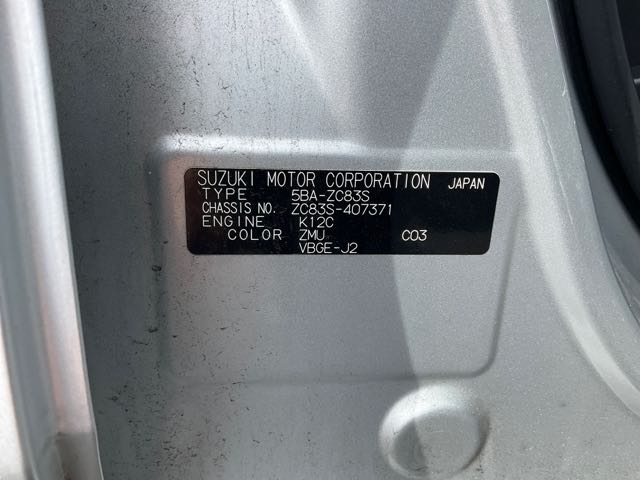 SUZUKI MOTOR CORPORATION JAPAN
TYPE 5BA-ZC83S
CHASSIS NO. ZC83S-407371
ENGINE K12C
COLOR ZMU C03
VBGE-J2